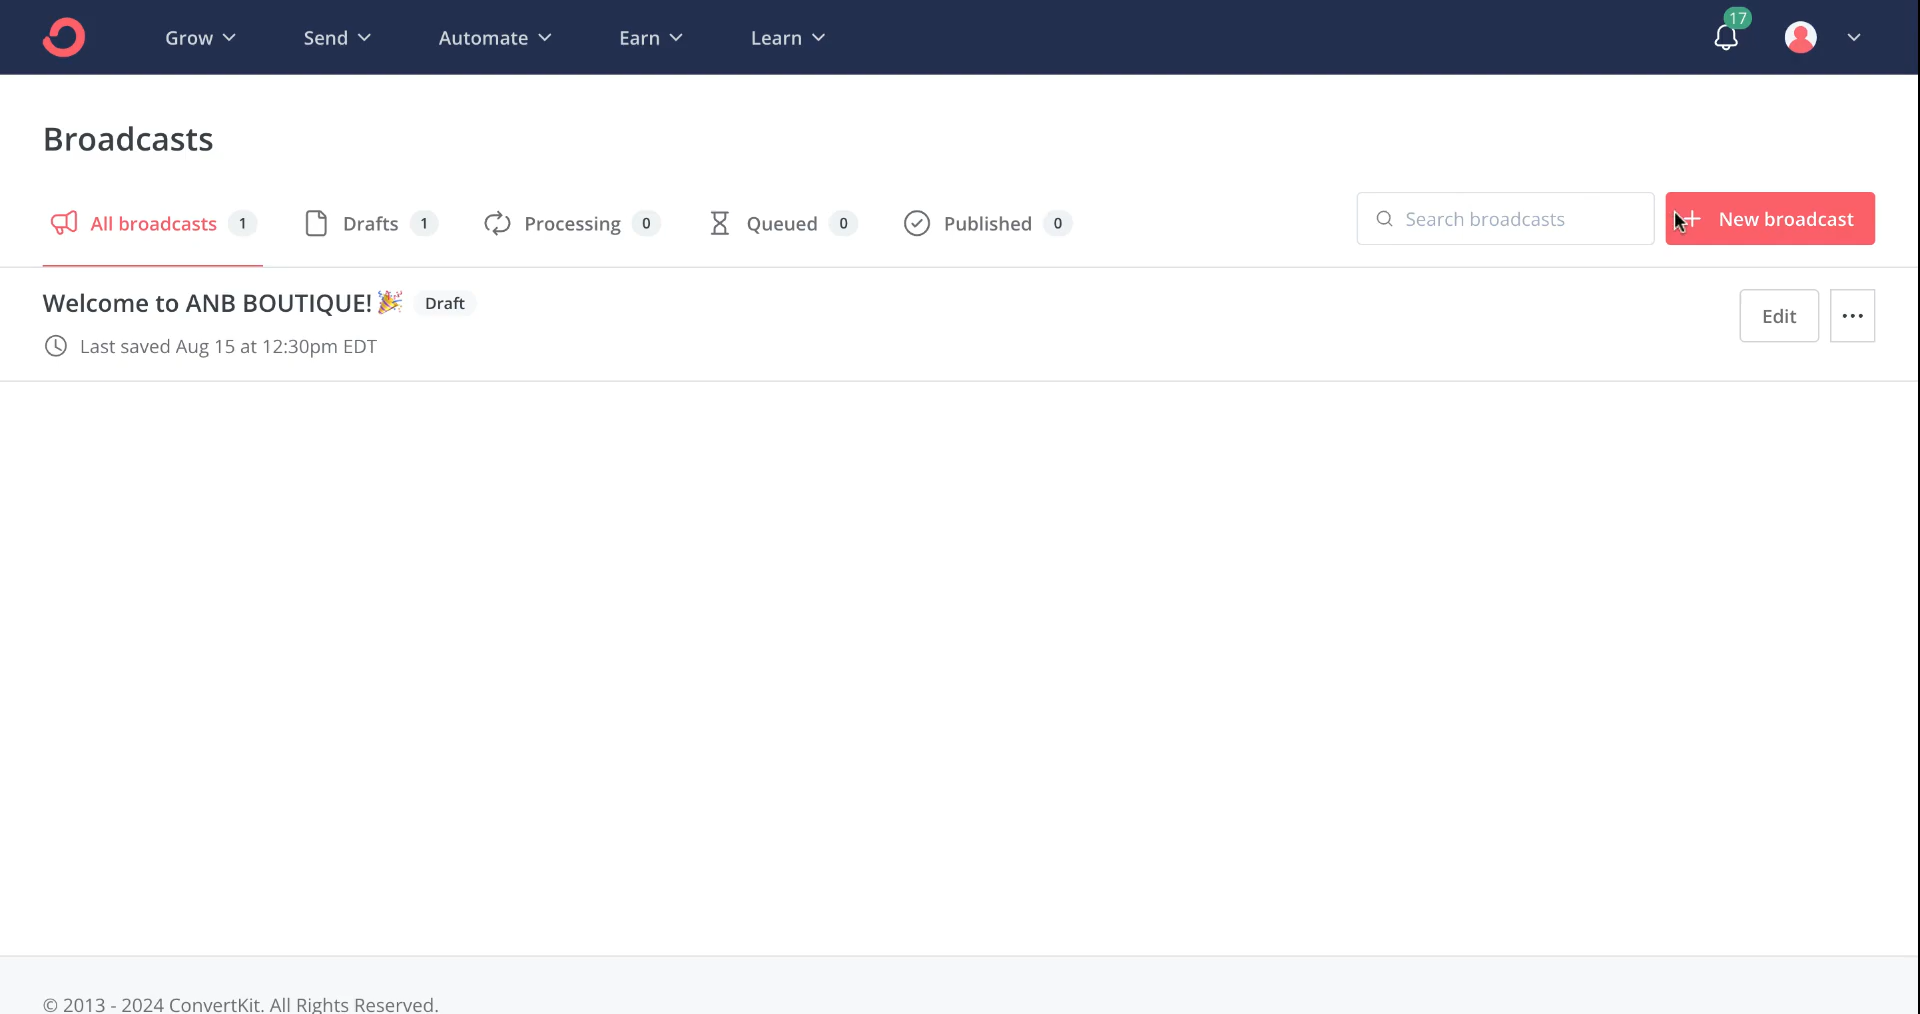 Grow Send Automate Earn Learn 17
Broadcasts
All broadcasts 1 Drafts 1 Processing 0 Queued 0 Published 0 Search broadcasts New broadcast
Welcome to ANB BOUTIQUE!🎉 Draft
Last saved Aug 15 at 12:30pm EDT
Edit ...
© 2013 - 2024 ConvertKit. All Rights Reserved.